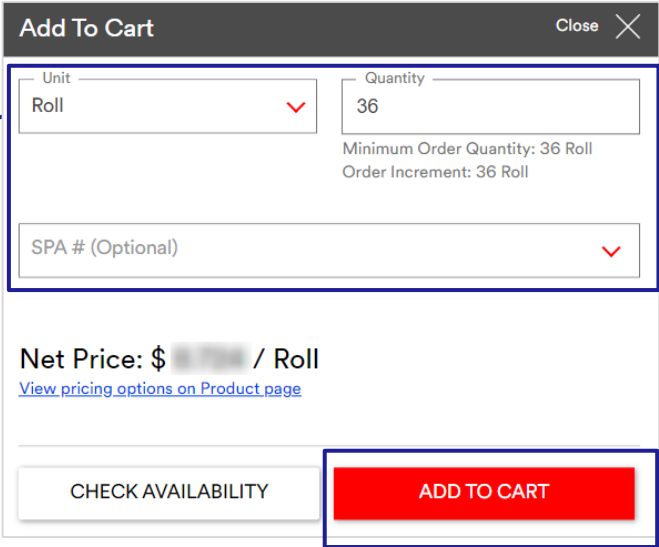 Add To Cart
Close
Unit
Roll
Quantity
36
Minimum Order Quantity: 36 Roll
Order Increment: 36 Roll
SPA # (Optional)
Net Price: $ / Roll
View pricing options on Product page
CHECK AVAILABILITY
ADD TO CART